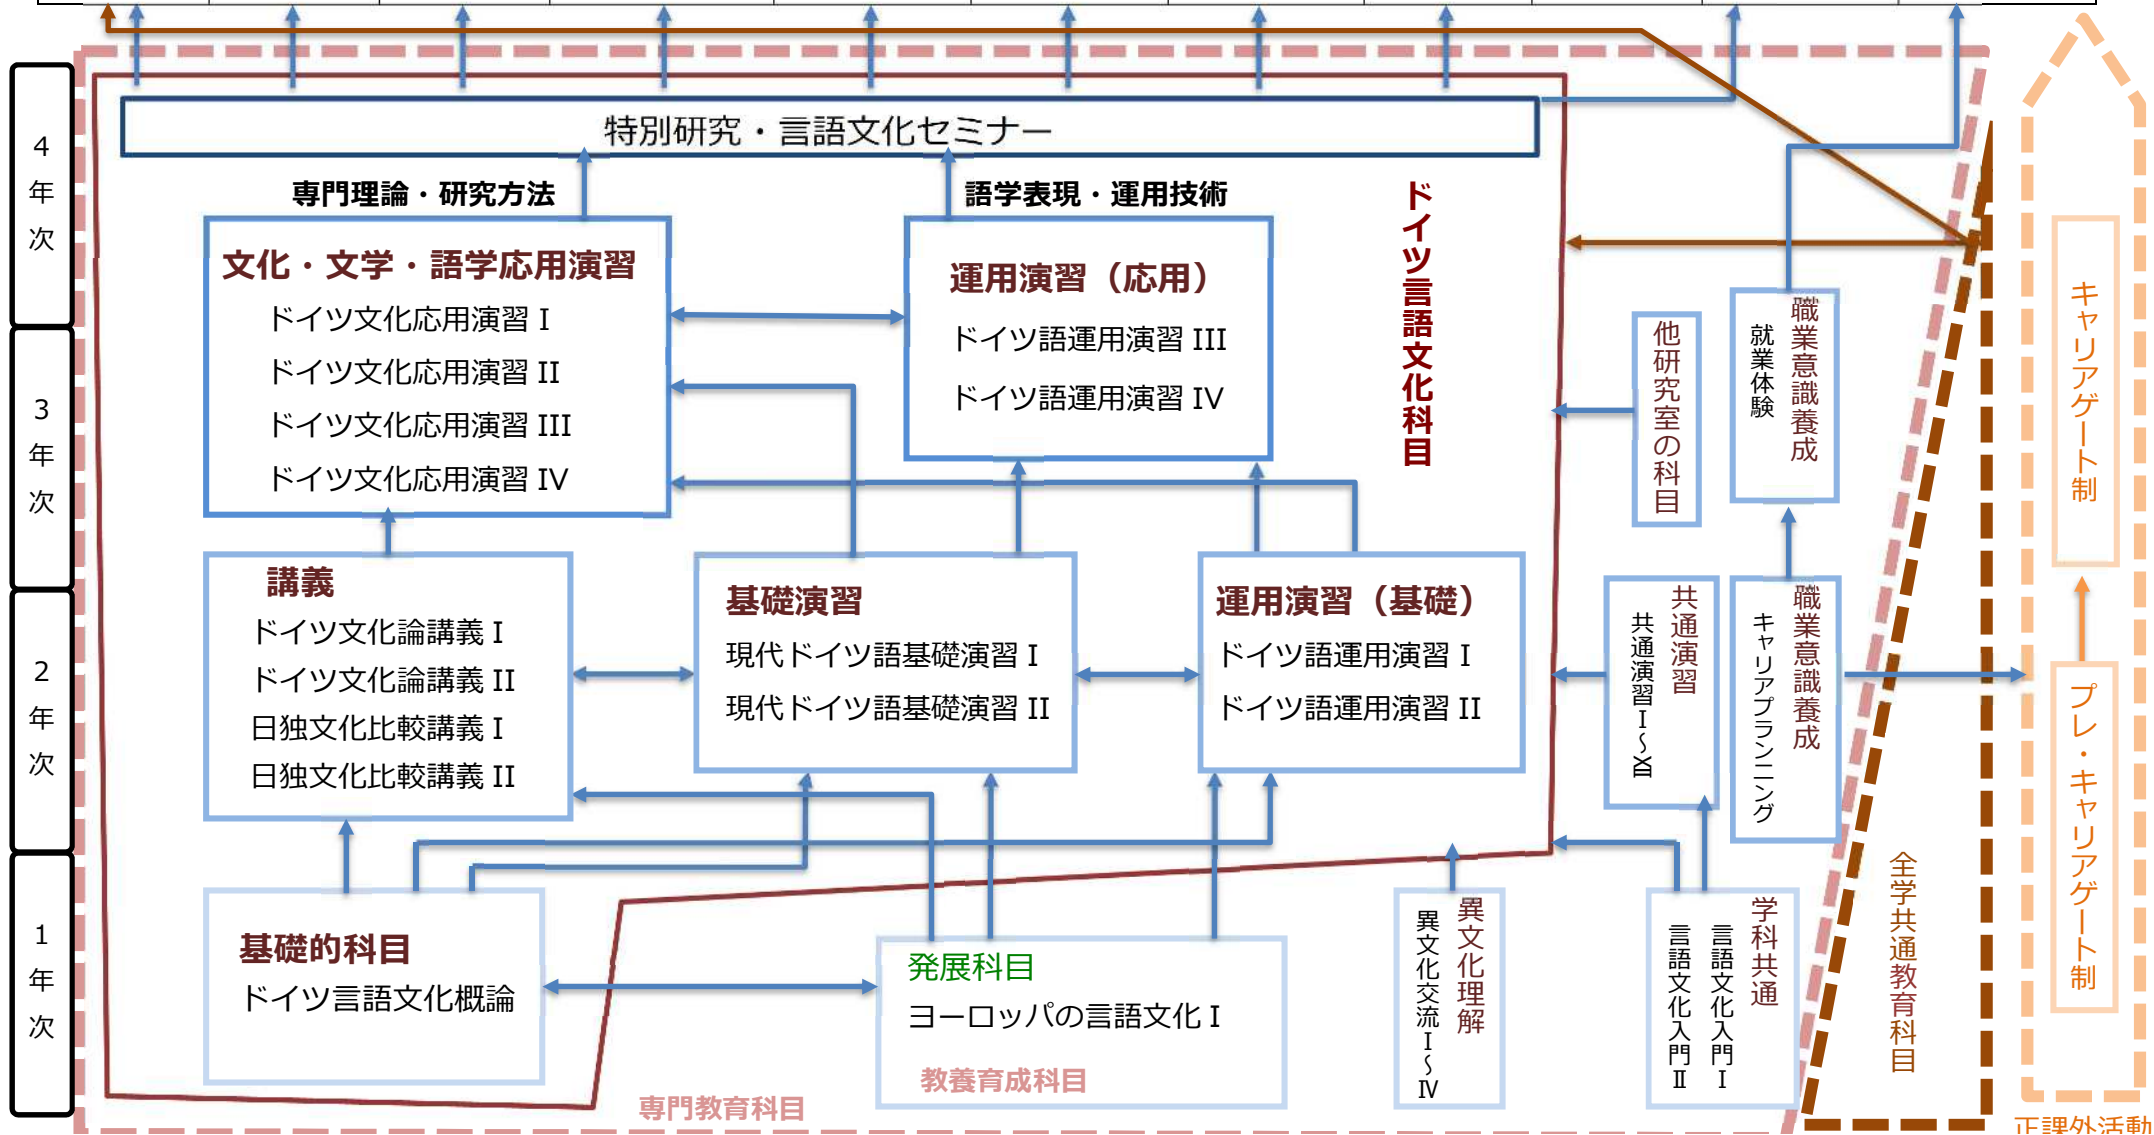 4年次
3年次
2年次
1年次
特別研究・言語文化セミナー
専門理論・研究方法
語学表現・運用技術
ドイツ言語文化科目
文化・文学・語学応用演習
ドイツ文化応用演習 I
ドイツ文化応用演習 II
ドイツ文化応用演習 III
ドイツ文化応用演習 IV
運用演習（応用）
ドイツ語運用演習 III
ドイツ語運用演習 IV
他研究室の科目
職業意識養成
就業体験
講義
ドイツ文化論講義 I
ドイツ文化論講義 II
日独文化比較講義 I
日独文化比較講義 II
基礎演習
現代ドイツ語基礎演習 I
現代ドイツ語基礎演習 II
運用演習（基礎）
ドイツ語運用演習 I
ドイツ語運用演習 II
共通演習
職業意識養成
キャリアプランニング
基礎的科目
ドイツ言語文化概論
発展科目
ヨーロッパの言語文化 I
教養育成科目
専門教育科目
異文化理解
異文化交流Ⅰ～Ⅳ
学科共通
言語文化入門Ⅰ
言語文化入門Ⅱ
全学共通教育科目
キャリアゲート制
プレ・キャリアゲート制
正課外活動